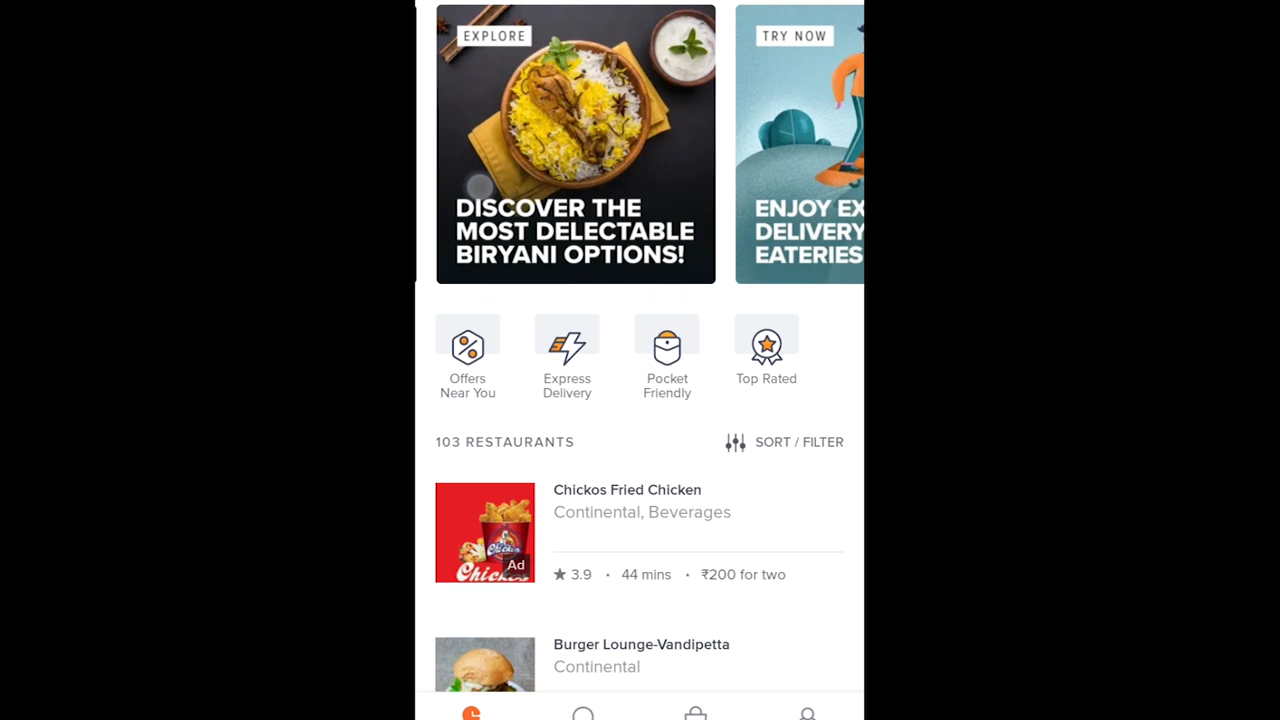 EXPLORE
DISCOVER THE
MOST DELECTABLE
BIRYANI OPTIONS!
TRY NOW
ENJOY EX
DELIVERY
EATERIES
Offers
Near You
Express
Delivery
Pocket
Friendly
Top Rated
103 RESTAURANTS
SORT / FILTER
Chickos Fried Chicken
Continental, Beverages
Chickos
Ad
★ 3.9 • 44 mins • ₹200 for two
Burger Lounge-Vandipetta
Continental